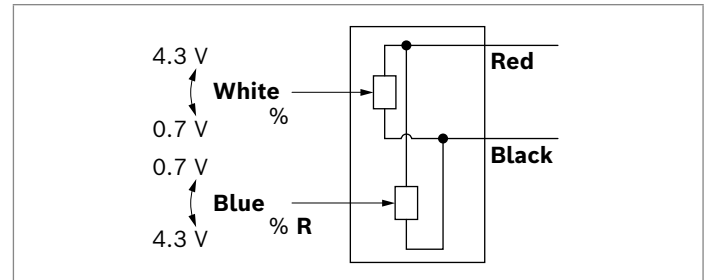 4.3 V
Red
White
%
0.7 V
Black
0.7 V
Blue
% R
4.3 V